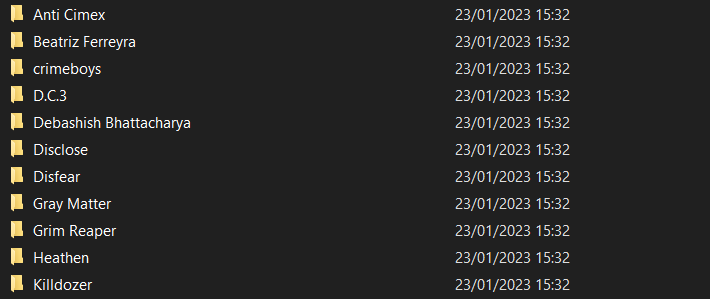 Anti Cimex 23/01/2023 15:32
Beatriz Ferreyra 23/01/2023 15:32
crimeboys 23/01/2023 15:32
D.C.3 23/01/2023 15:32
Debashish Bhattacharya 23/01/2023 15:32
Disclose 23/01/2023 15:32
Disfear 23/01/2023 15:32
Gray Matter 23/01/2023 15:32
Grim Reaper 23/01/2023 15:32
Heathen 23/01/2023 15:32
Killdozer 23/01/2023 15:32